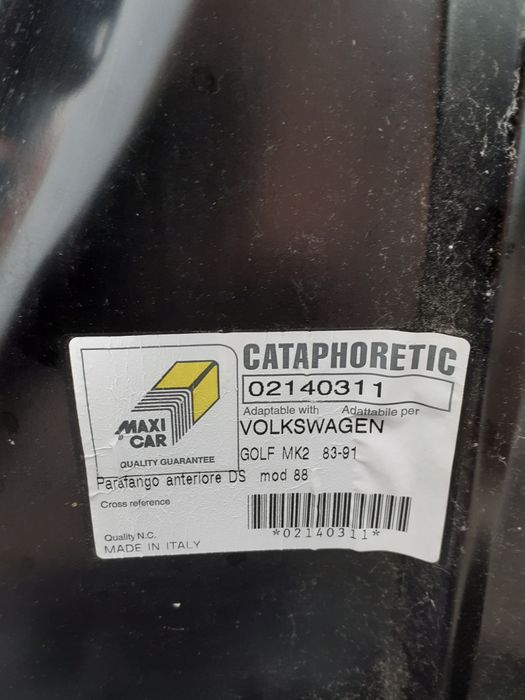 MAXI CAR
QUALITY GUARANTEE
CATAPHORETIC
02140311
Adaptable with Adattabile per
VOLKSWAGEN
GOLF MK2 83-91
Parafango anteriore DS mod 88
Cross reference
*02140311*
Quality N.C.
MADE IN ITALY